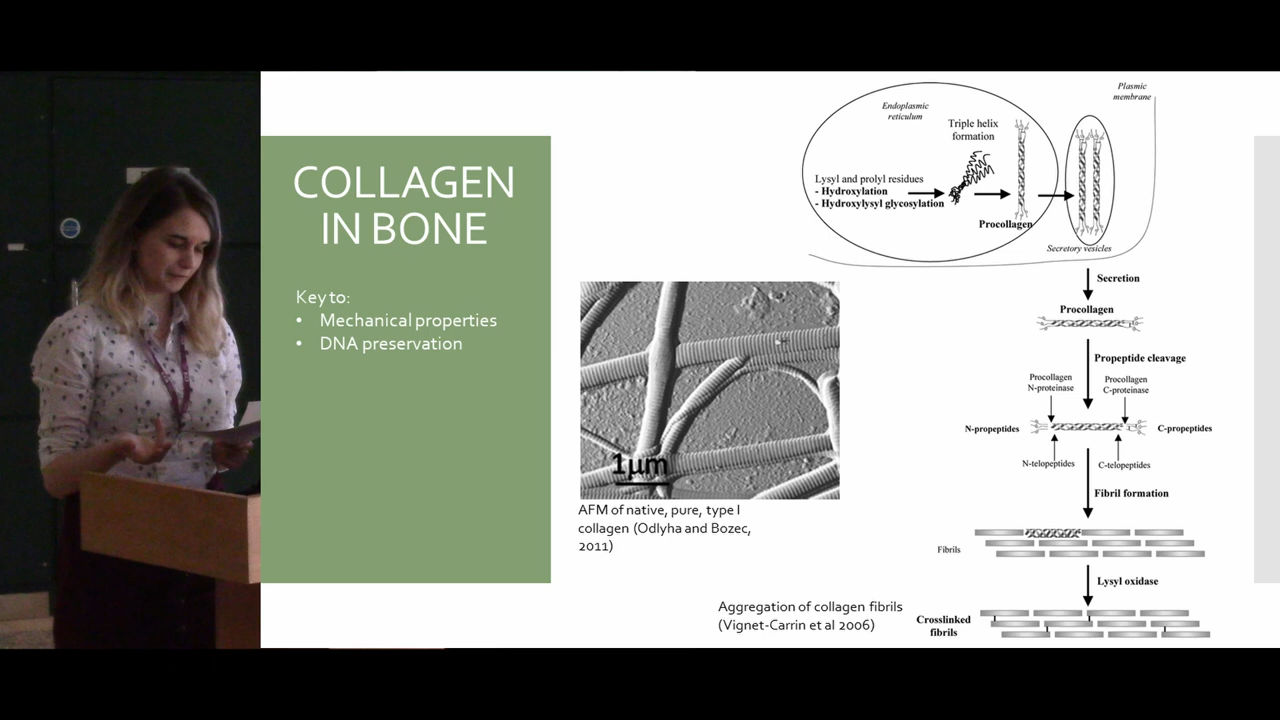 COLLAGEN
IN BONE
Key to:
• Mechanical properties
• DNA preservation
1µm
AFM of native, pure, type I
collagen (Odlyha and Bozec,
2011)
Aggregation of collagen fibrils
(Vignet-Carrin et al 2006)
Plasmic
membrane
Endoplasmic
reticulum
Triple helix
formation
Lysyl and prolyl residues
- Hydroxylation
- Hydroxylysyl glycosylation
Procollagen
Secretory vesicles
Secretion
Procollagen
Propeptide cleavage
Procollagen
N-proteinase
Procollagen
C-proteinase
N-propeptides
C-propeptides
N-telopeptides
C-telopeptides
Fibril formation
Fibrils
Lysyl oxidase
Crosslinked
fibrils